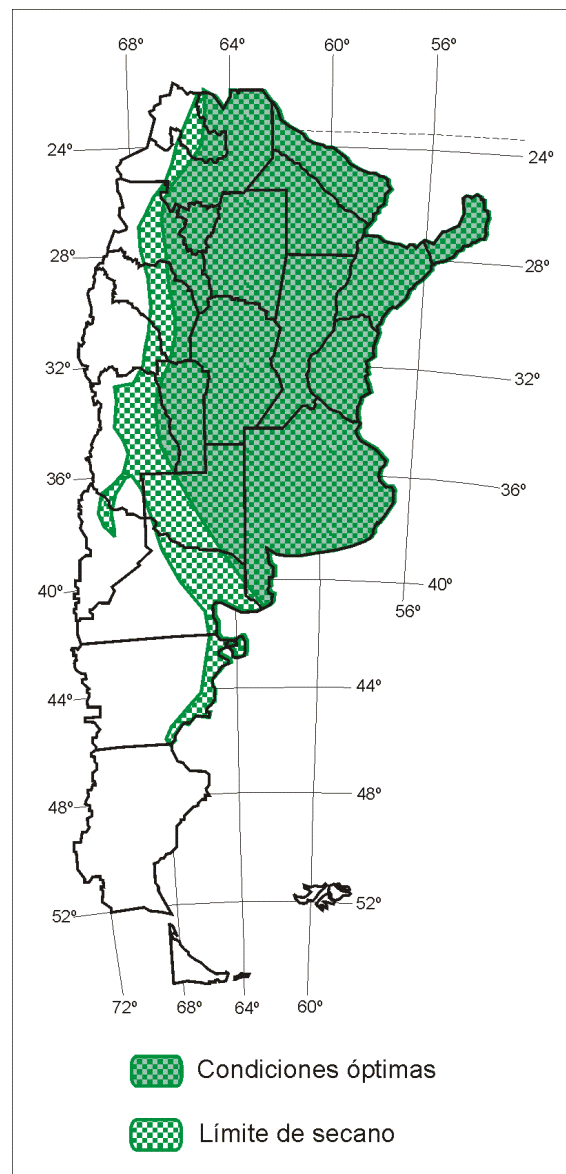 68º 64º 60º 56º
24º 24º
28º 28º
32º 32º
36º 36º
40º 40º
56º
44º 44º
48º 48º
52º 52º
72º 68º 64º 60º
Condiciones óptimas
Límite de secano